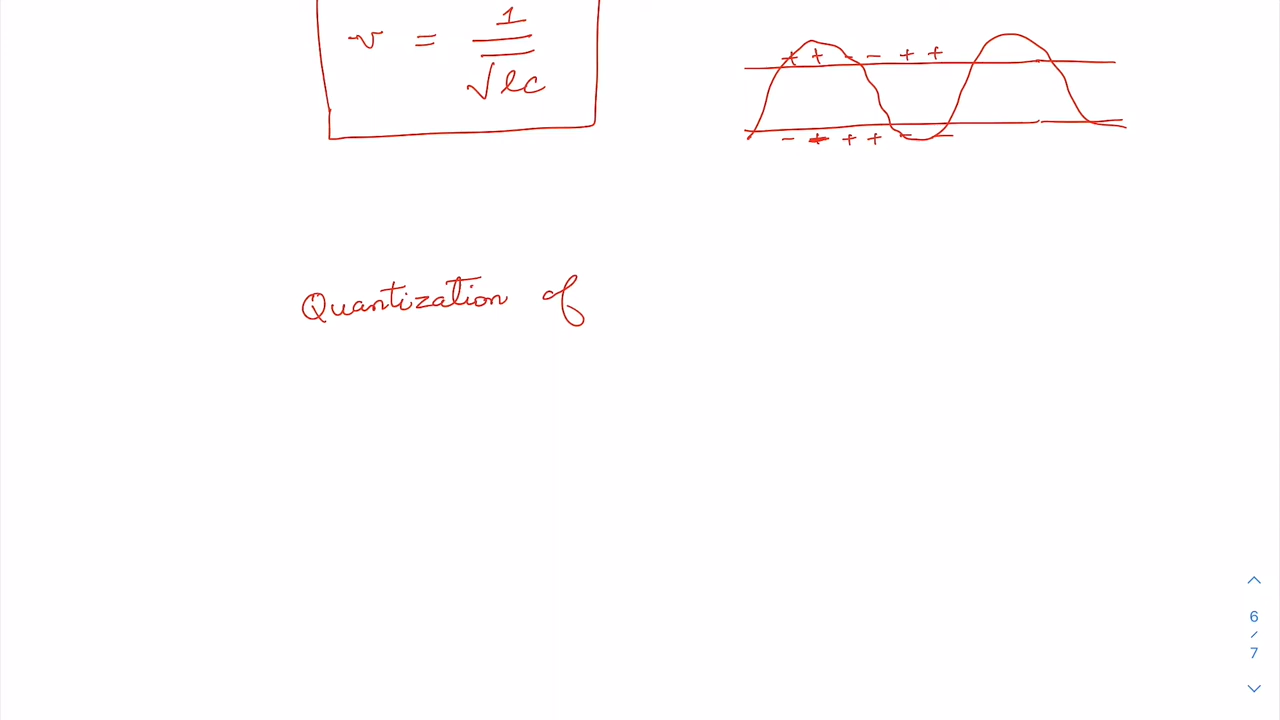 v = 1 / √lc
+ + - - + +
- + + + - -
Quantization of
6
/
7